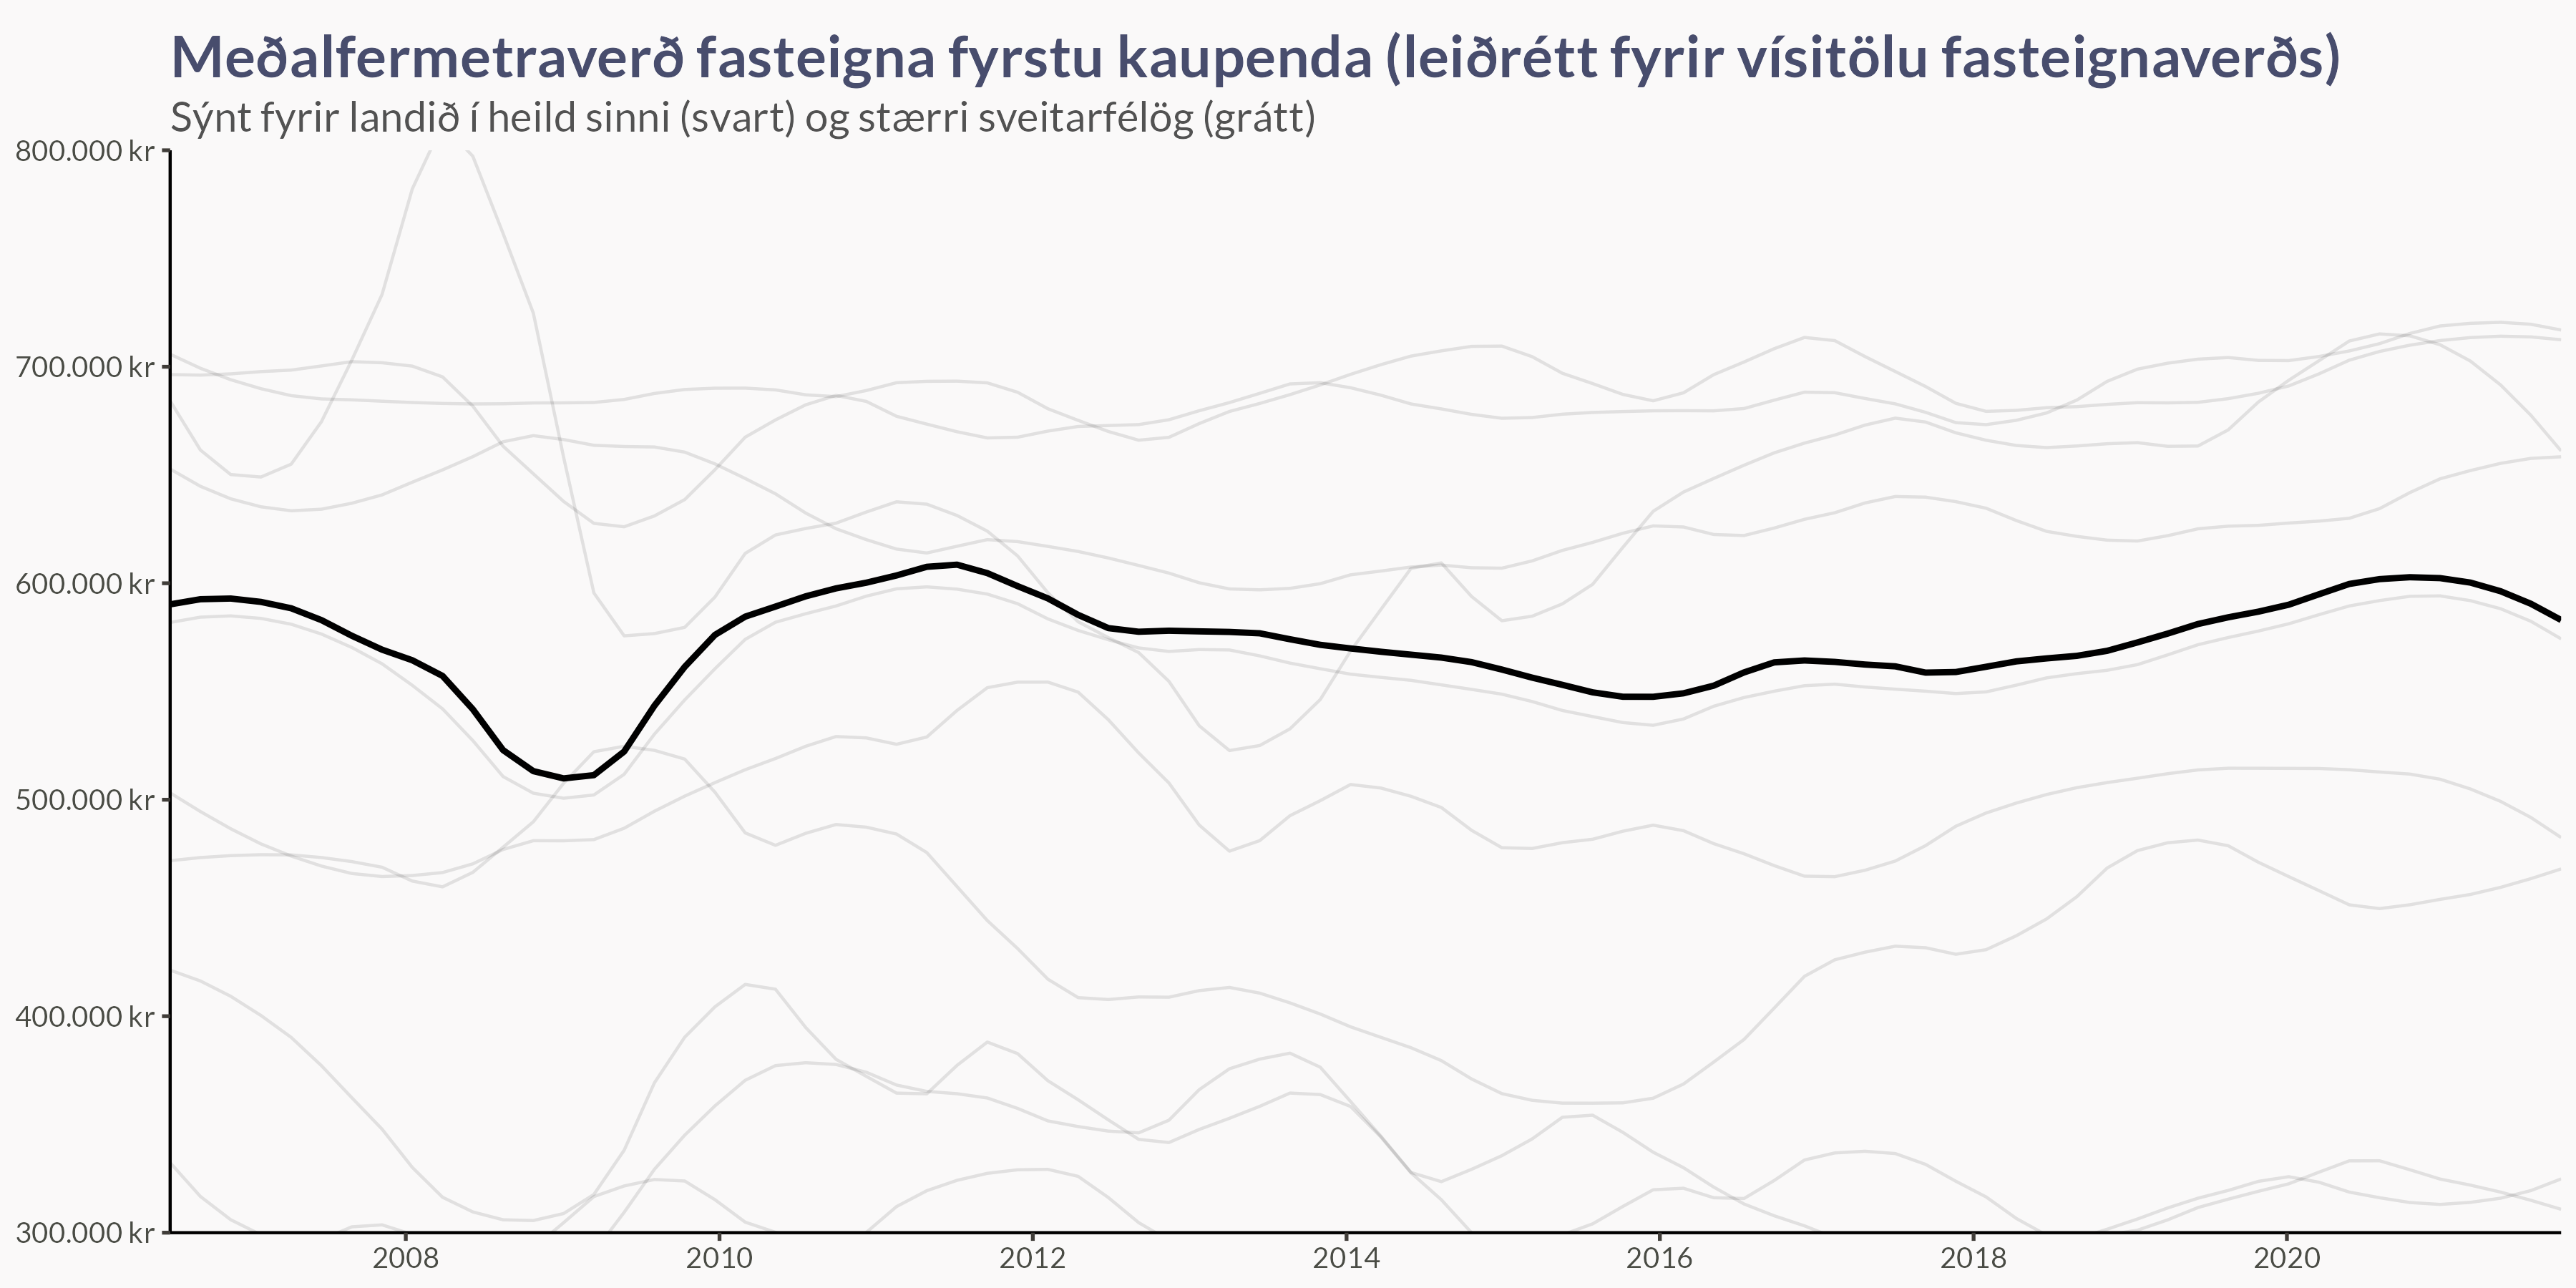 Meðalfermetraverð fasteigna fyrstu kaupenda (leiðrétt fyrir vísitölu fasteignaverðs)
Sýnt fyrir landið í heild sinni (svart) og stærri sveitarfélög (grátt)
800.000 kr
700.000 kr
600.000 kr
500.000 kr
400.000 kr
300.000 kr
2008 2010 2012 2014 2016 2018 2020